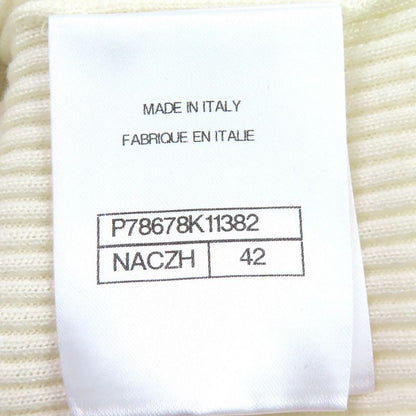 MADE IN ITALY
FABRIQUE EN ITALIE
P78678K11382
NACZH 42